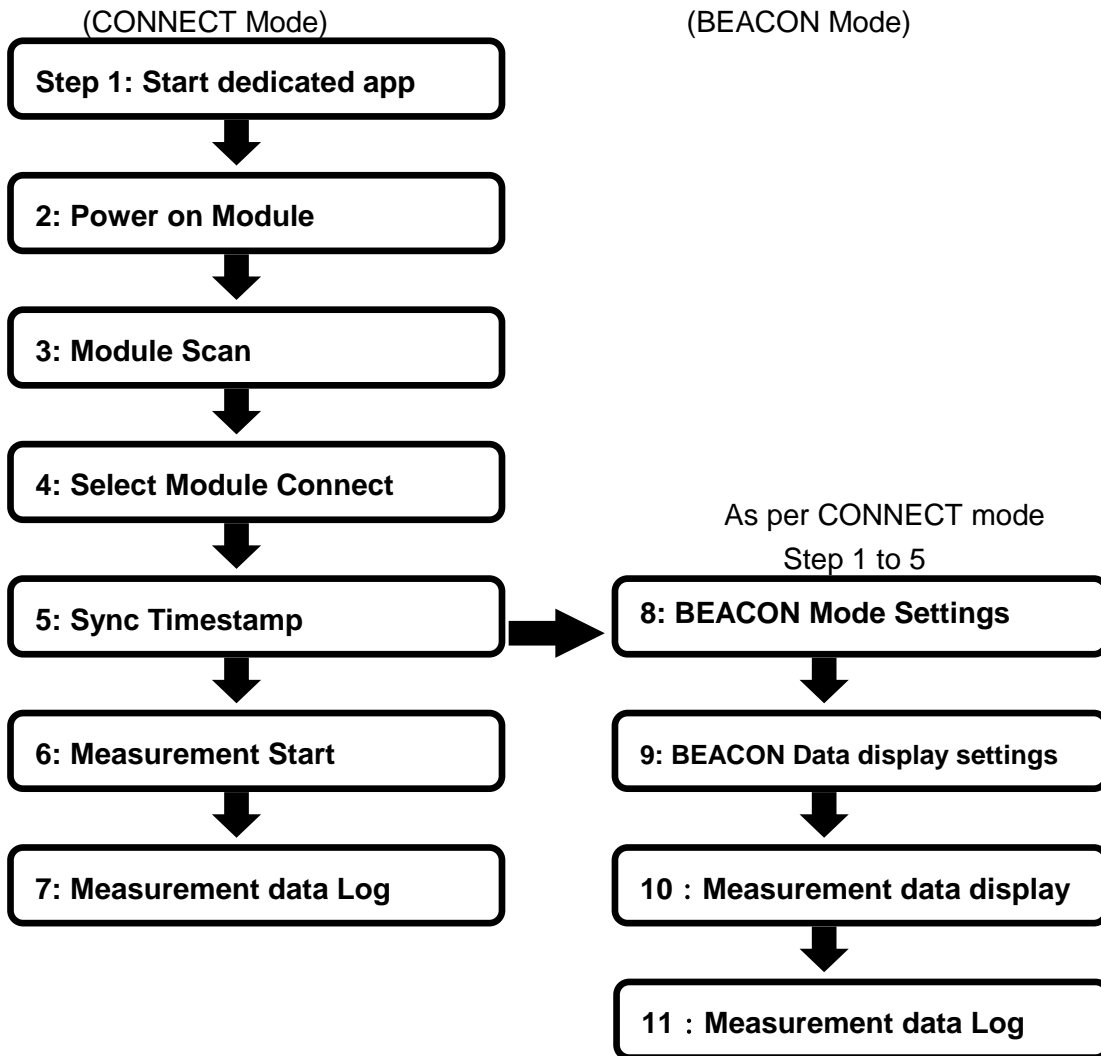 (CONNECT Mode)
Step 1: Start dedicated app
2: Power on Module
3: Module Scan
4: Select Module Connect
5: Sync Timestamp
6: Measurement Start
7: Measurement data Log
(BEACON Mode)
As per CONNECT mode
Step 1 to 5
8: BEACON Mode Settings
9: BEACON Data display settings
10：Measurement data display
11：Measurement data Log